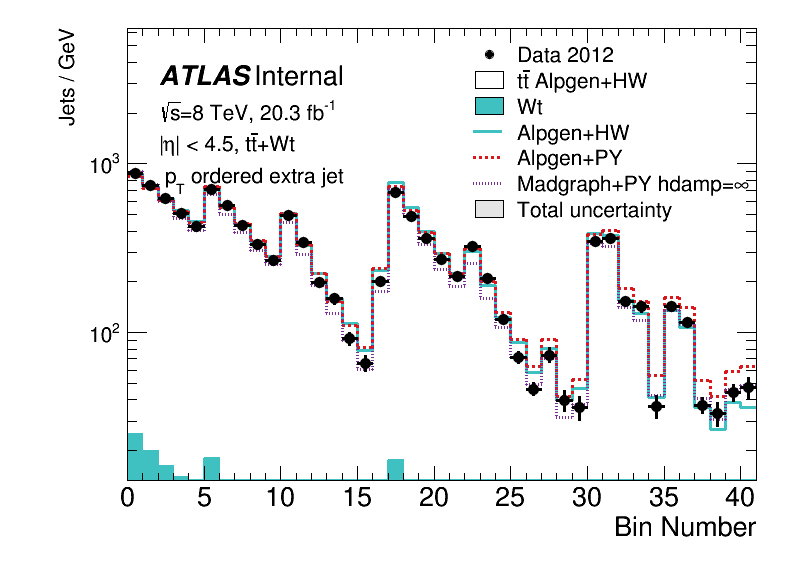 Jets / GeV
ATLAS Internal
√s=8 TeV, 20.3 fb⁻¹
|η| < 4.5, tt̄+Wt
p_T ordered extra jet
Data 2012
tt̄ Alpgen+HW
Wt
Alpgen+HW
Alpgen+PY
Madgraph+PY hdamp=∞
Total uncertainty
10³
10²
0 5 10 15 20 25 30 35 40
Bin Number